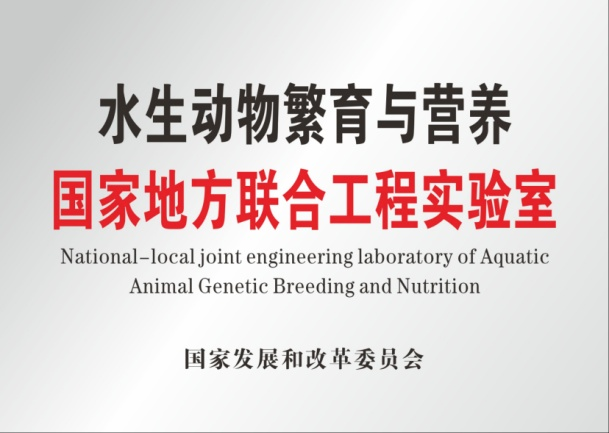 水生动物繁育与营养
国家地方联合工程实验室
National-local joint engineering laboratory of Aquatic
Animal Genetic Breeding and Nutrition
国家发展和改革委员会